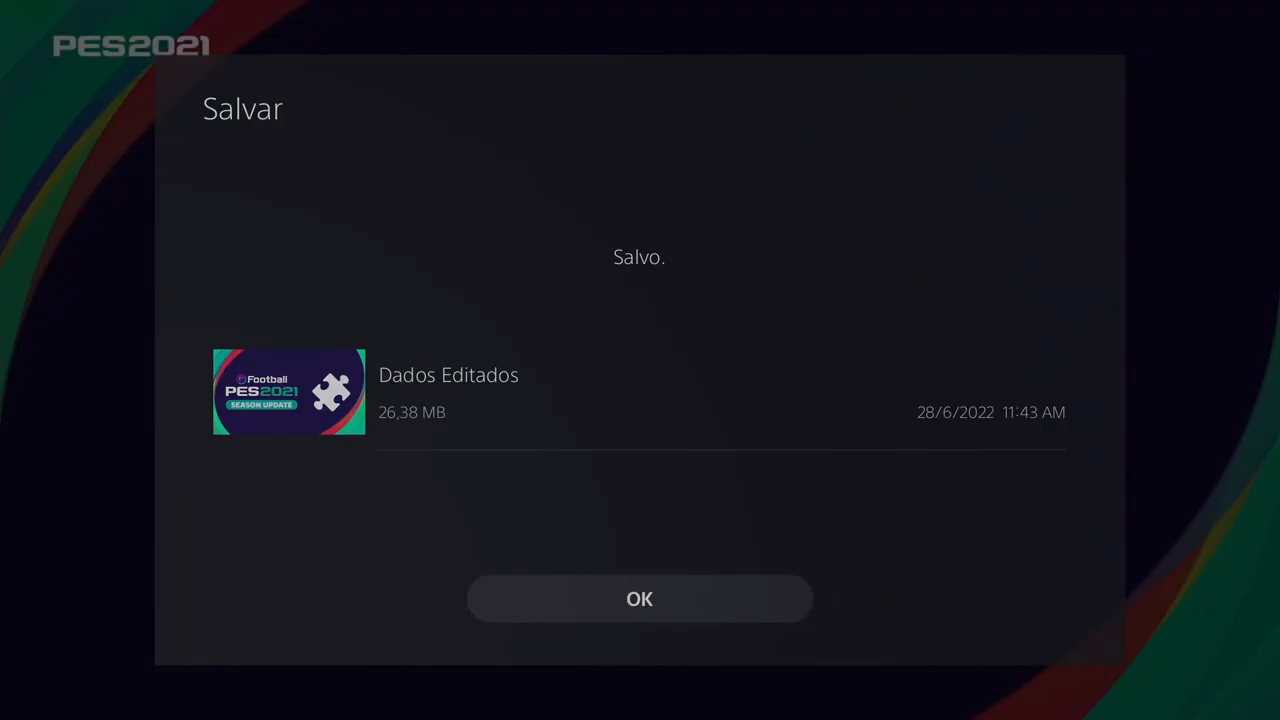 PES2021
Salvar
Salvo.
eFootball
PES2021
SEASON UPDATE
Dados Editados
26,38 MB
28/6/2022 11:43 AM
OK